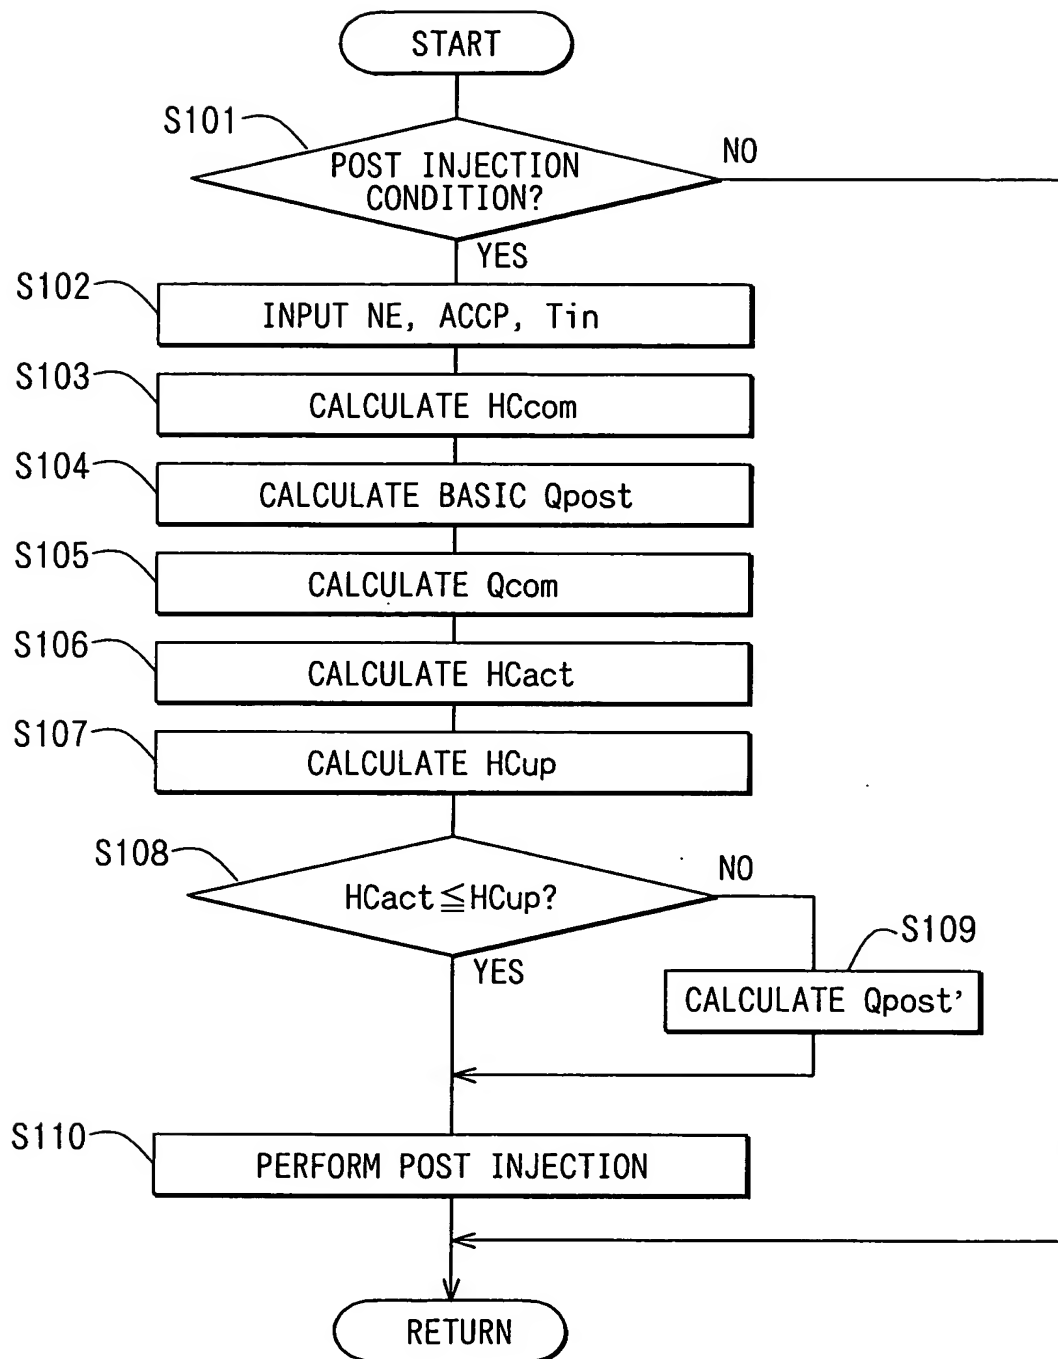 START
S101
POST INJECTION
CONDITION?
NO
YES
S102
INPUT NE, ACCP, Tin
S103
CALCULATE HCcom
S104
CALCULATE BASIC Qpost
S105
CALCULATE Qcom
S106
CALCULATE HCact
S107
CALCULATE HCup
S108
HCact≦HCup?
NO
YES
S109
CALCULATE Qpost’
S110
PERFORM POST INJECTION
RETURN